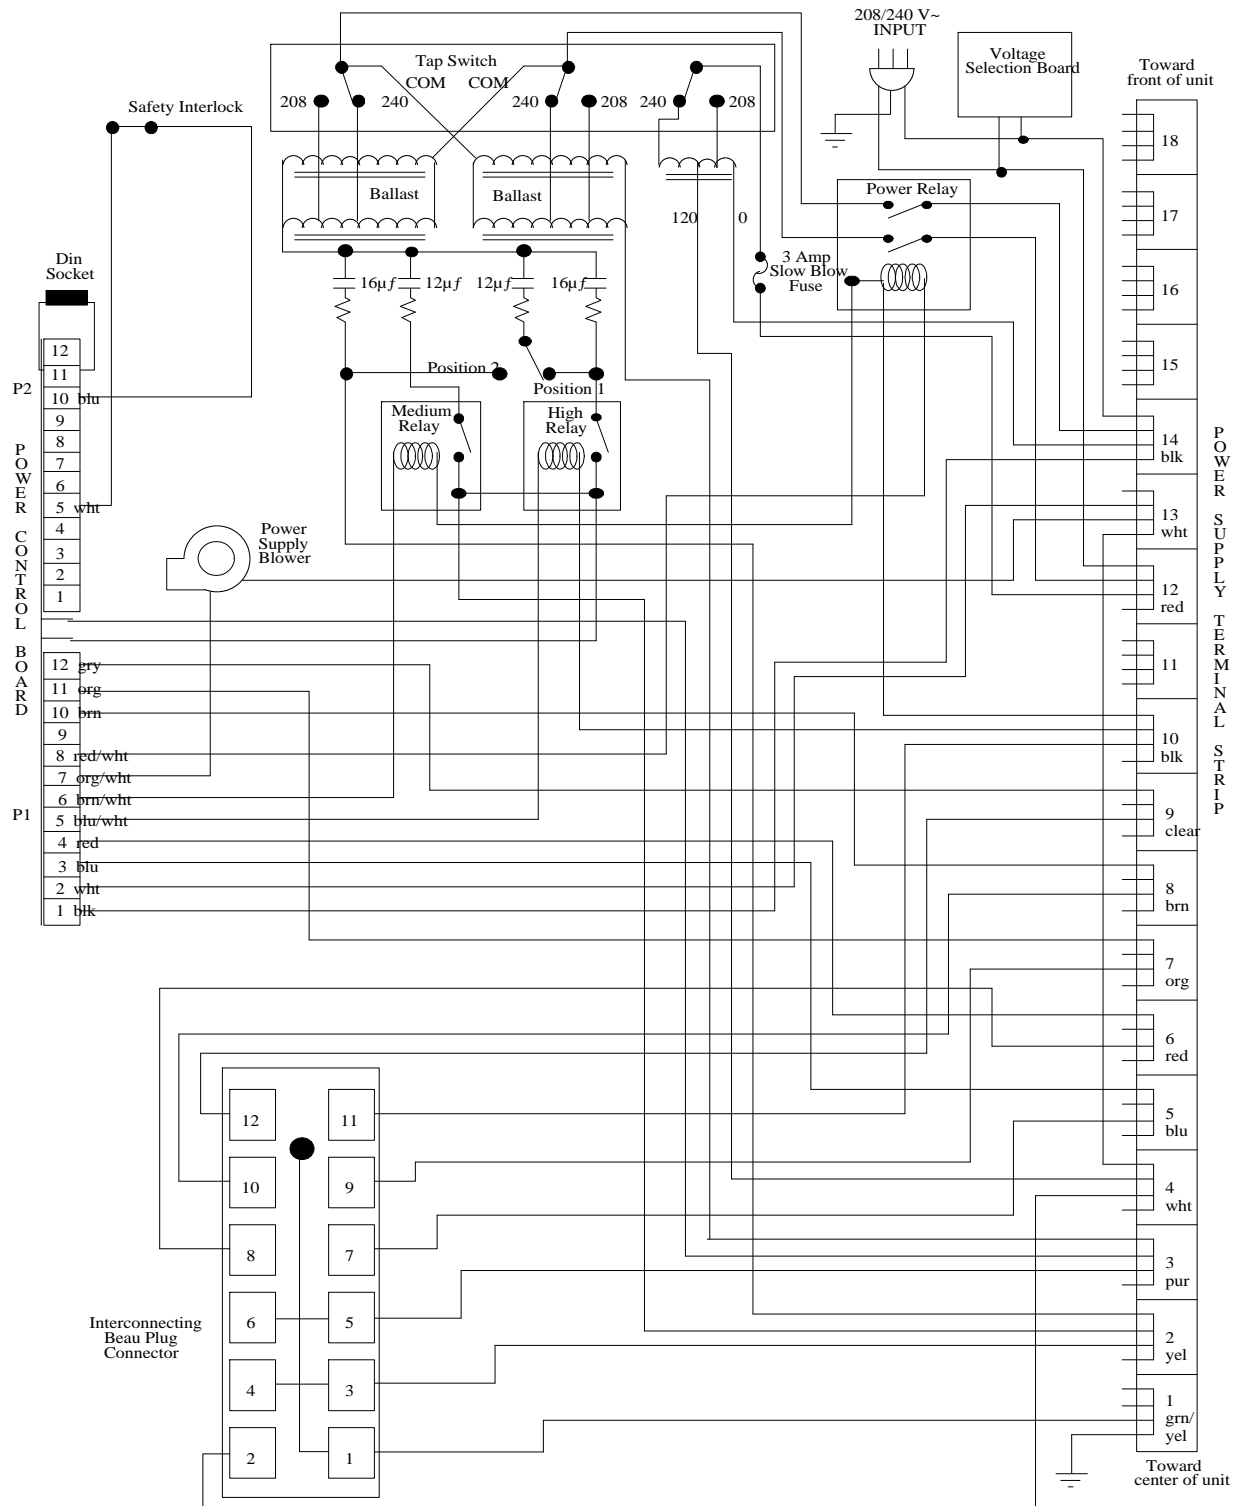 208/240 V~
INPUT
Voltage
Selection Board
Toward
front of unit
Tap Switch
COM COM
208 240 240 208 240 208
Safety Interlock
Ballast Ballast
120 0
Power Relay
3 Amp
Slow Blow
Fuse
16µf 12µf 12µf 16µf
Din
Socket
Position 2
Position 1
Medium
Relay
High
Relay
P2
12
11
10 blu
9
8
7
6
5 wht
4
3
2
1
POWER CONTROL BOARD
Power
Supply
Blower
P1
12 gry
11 org
10 brn
9
8 red/wht
7 org/wht
6 brn/wht
5 blu/wht
4 red
3 blu
2 wht
1 blk
18
17
16
15
14
blk
13
wht
12
red
11
10
blk
9
clear
8
brn
7
org
6
red
5
blu
4
wht
3
pur
2
yel
1
grn/
yel
POWER SUPPLY TERMINAL STRIP
Toward
center of unit
Interconnecting
Beau Plug
Connector
12 11
10 9
8 7
6 5
4 3
2 1